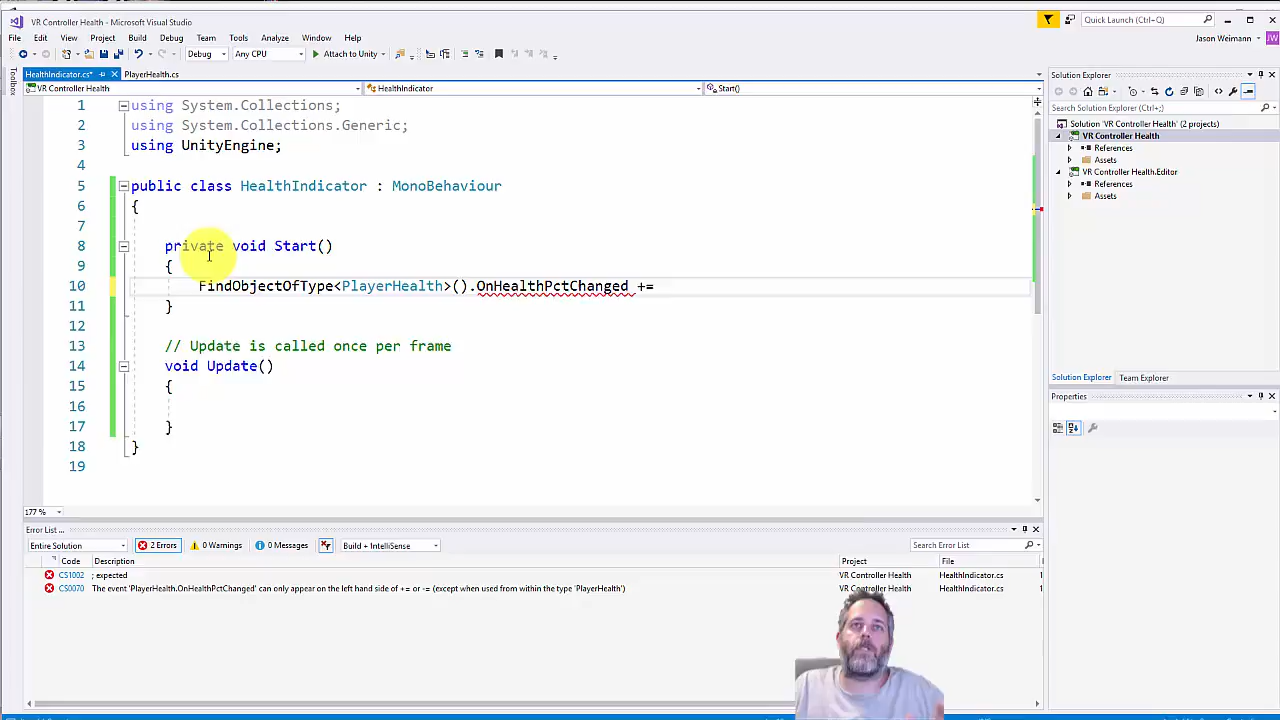 VR Controller Health - Microsoft Visual Studio
Quick Launch (Ctrl+Q)
File Edit View Project Build Debug Team Tools Analyze Window Help
Jason Weimann JW
Debug Any CPU Attach to Unity
Toolbox
HealthIndicator.cs* PlayerHealth.cs
VR Controller Health HealthIndicator Start()
1 using System.Collections;
2 using System.Collections.Generic;
3 using UnityEngine;
4
5 public class HealthIndicator : MonoBehaviour
6 {
7
8 private void Start()
9 {
10 FindObjectOfType<PlayerHealth>().OnHealthPctChanged +=
11 }
12
13 // Update is called once per frame
14 void Update()
15 {
16
17 }
18 }
19
177 %
Solution Explorer
Search Solution Explorer (Ctrl+;)
Solution 'VR Controller Health' (2 projects)
VR Controller Health
References
Assets
VR Controller Health.Editor
References
Assets
Solution Explorer Team Explorer
Properties
Error List ...
Entire Solution 2 Errors 0 Warnings 0 Messages Build + IntelliSense Search Error List
Code Description Project File
CS1002 ; expected VR Controller Health HealthIndicator.cs 1
CS0070 The event 'PlayerHealth.OnHealthPctChanged' can only appear on the left hand side of += or -= (except when used from within the type 'PlayerHealth') VR Controller Health HealthIndicator.cs 1